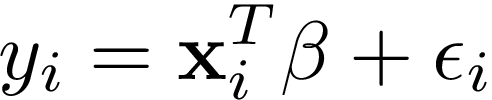 $y_i = \mathbf{x}_i^T \beta + \epsilon_i$